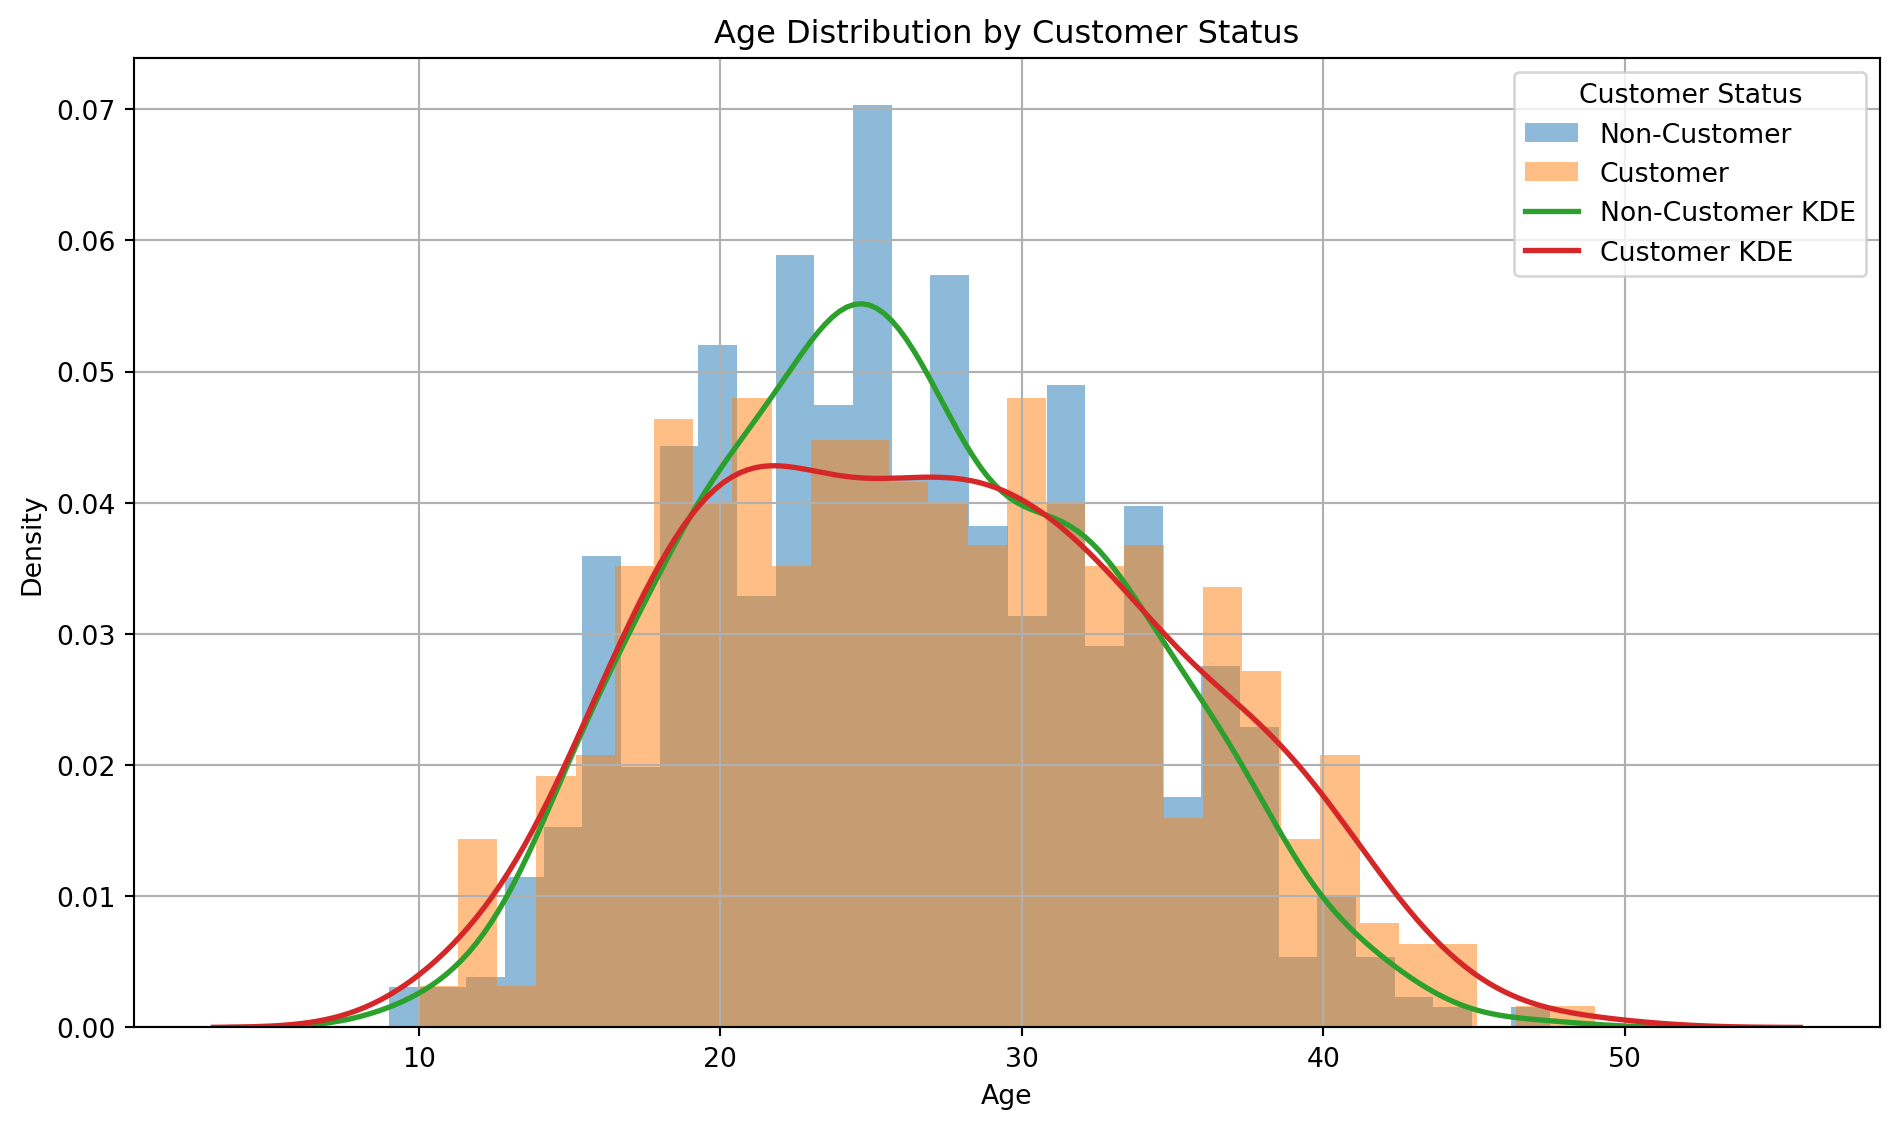 Age Distribution by Customer Status
Customer Status
Non-Customer
Customer
Non-Customer KDE
Customer KDE
0.07
0.06
0.05
0.04
0.03
0.02
0.01
0.00
Density
10 20 30 40 50
Age